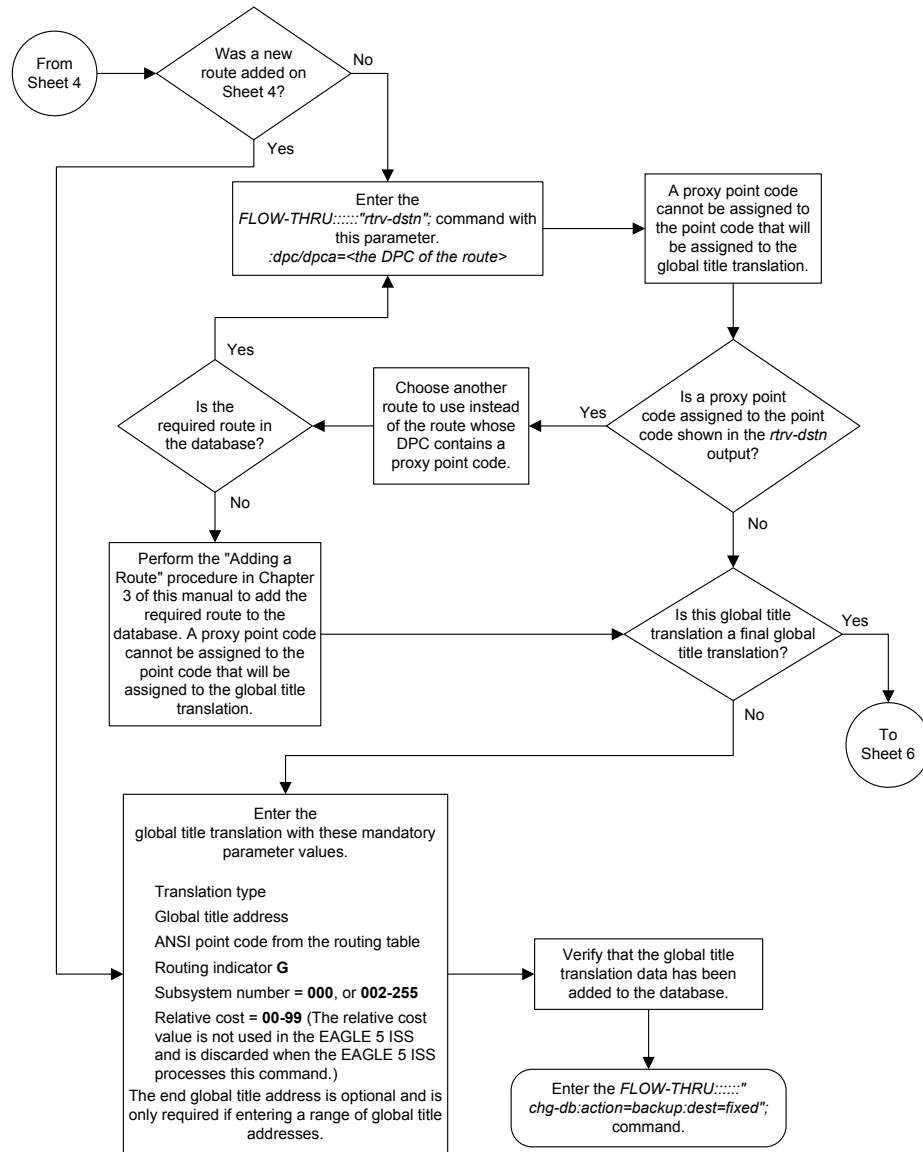 From
Sheet 4
Was a new
route added on
Sheet 4?
No
Yes
Enter the
FLOW-THRU::::::"rtrv-dstn"; command with
this parameter.
:dpc/dpca=<the DPC of the route>
A proxy point code
cannot be assigned to
the point code that will
be assigned to the
global title translation.
Yes
Is the
required route in
the database?
No
Choose another
route to use instead
of the route whose
DPC contains a
proxy point code.
Yes
Is a proxy point
code assigned to the point
code shown in the rtrv-dstn
output?
No
Perform the "Adding a
Route" procedure in Chapter
3 of this manual to add the
required route to the
database. A proxy point code
cannot be assigned to the
point code that will be
assigned to the global title
translation.
Is this global title
translation a final global
title translation?
Yes
No
To
Sheet 6
Enter the
global title translation with these mandatory
parameter values.
Translation type
Global title address
ANSI point code from the routing table
Routing indicator G
Subsystem number = 000, or 002-255
Relative cost = 00-99 (The relative cost
value is not used in the EAGLE 5 ISS
and is discarded when the EAGLE 5 ISS
processes this command.)
The end global title address is optional and is
only required if entering a range of global title
addresses.
Verify that the global title
translation data has been
added to the database.
Enter the FLOW-THRU::::::"
chg-db:action=backup:dest=fixed";
command.